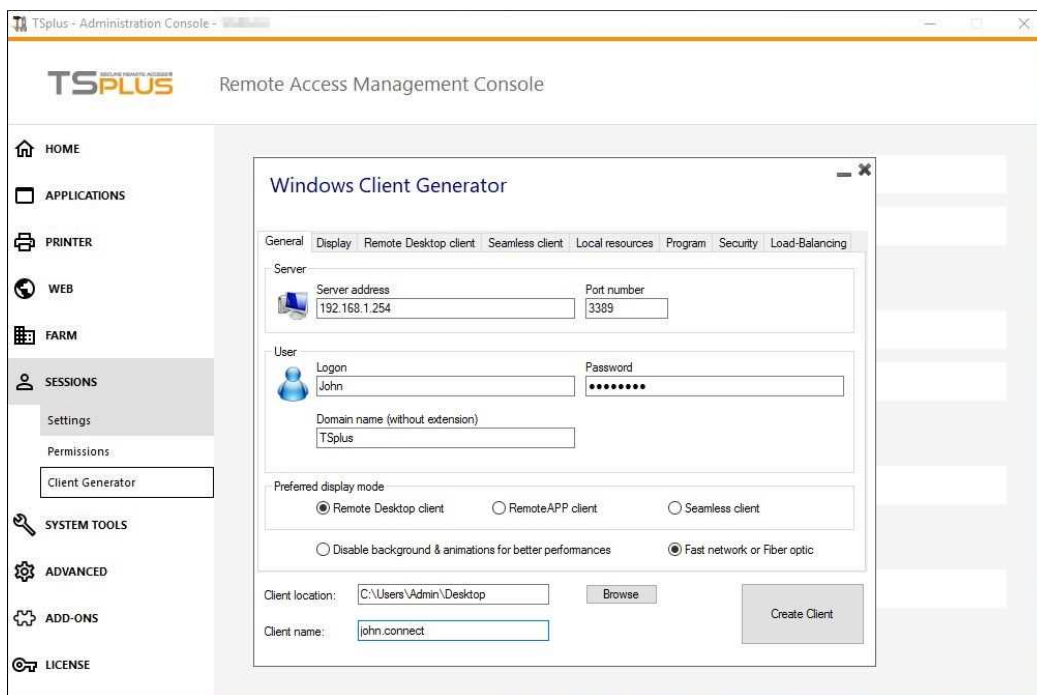 TSplus - Administration Console -
TSPLUS SECURE REMOTE ACCESS
Remote Access Management Console
HOME
APPLICATIONS
PRINTER
WEB
FARM
SESSIONS
Settings
Permissions
Client Generator
SYSTEM TOOLS
ADVANCED
ADD-ONS
LICENSE
Windows Client Generator
General Display Remote Desktop client Seamless client Local resources Program Security Load-Balancing
Server
Server address Port number
192.168.1.254 3389
User
Logon Password
John ••••••••
Domain name (without extension)
TSplus
Preferred display mode
Remote Desktop client RemoteAPP client Seamless client
Disable background & animations for better performances Fast network or Fiber optic
Client location: C:\Users\Admin\Desktop Browse
Create Client
Client name: john.connect